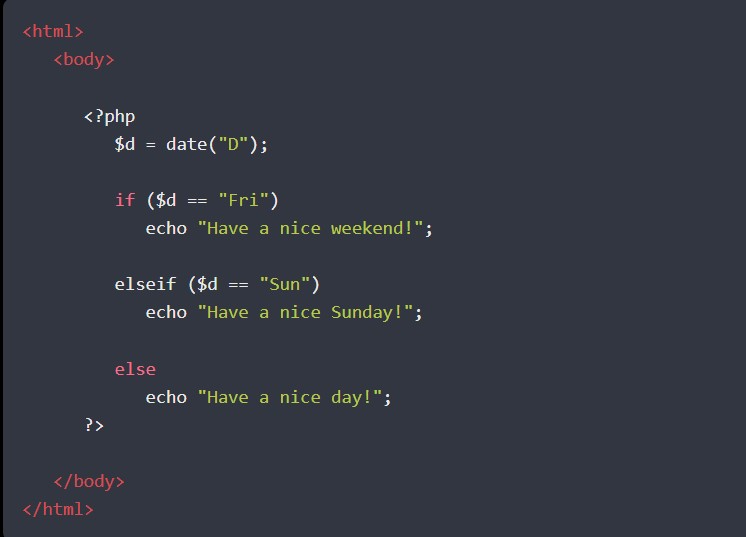 <html>
<body>
<?php
$d = date("D");
if ($d == "Fri")
echo "Have a nice weekend!";
elseif ($d == "Sun")
echo "Have a nice Sunday!";
else
echo "Have a nice day!";
?>
</body>
</html>